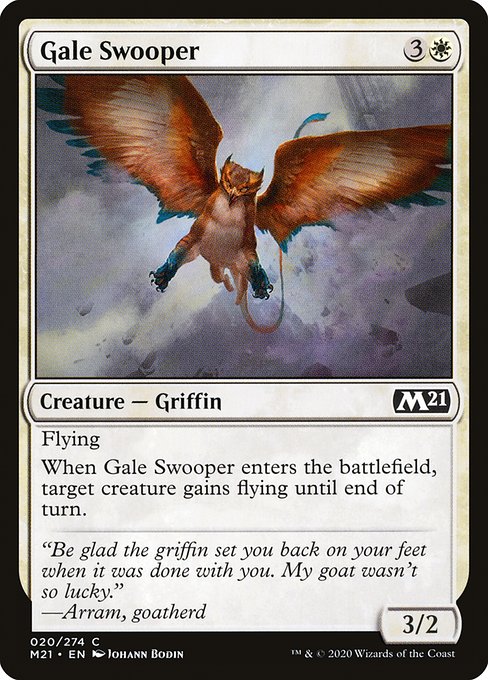 Gale Swooper 3
Creature — Griffin M21
Flying
When Gale Swooper enters the battlefield,
target creature gains flying until end of
turn.
“Be glad the griffin set you back on your feet
when it was done with you. My goat wasn’t
so lucky.”
—Arram, goatherd
3/2
020/274 C
M21 • EN Johann Bodin ™ & © 2020 Wizards of the Coast